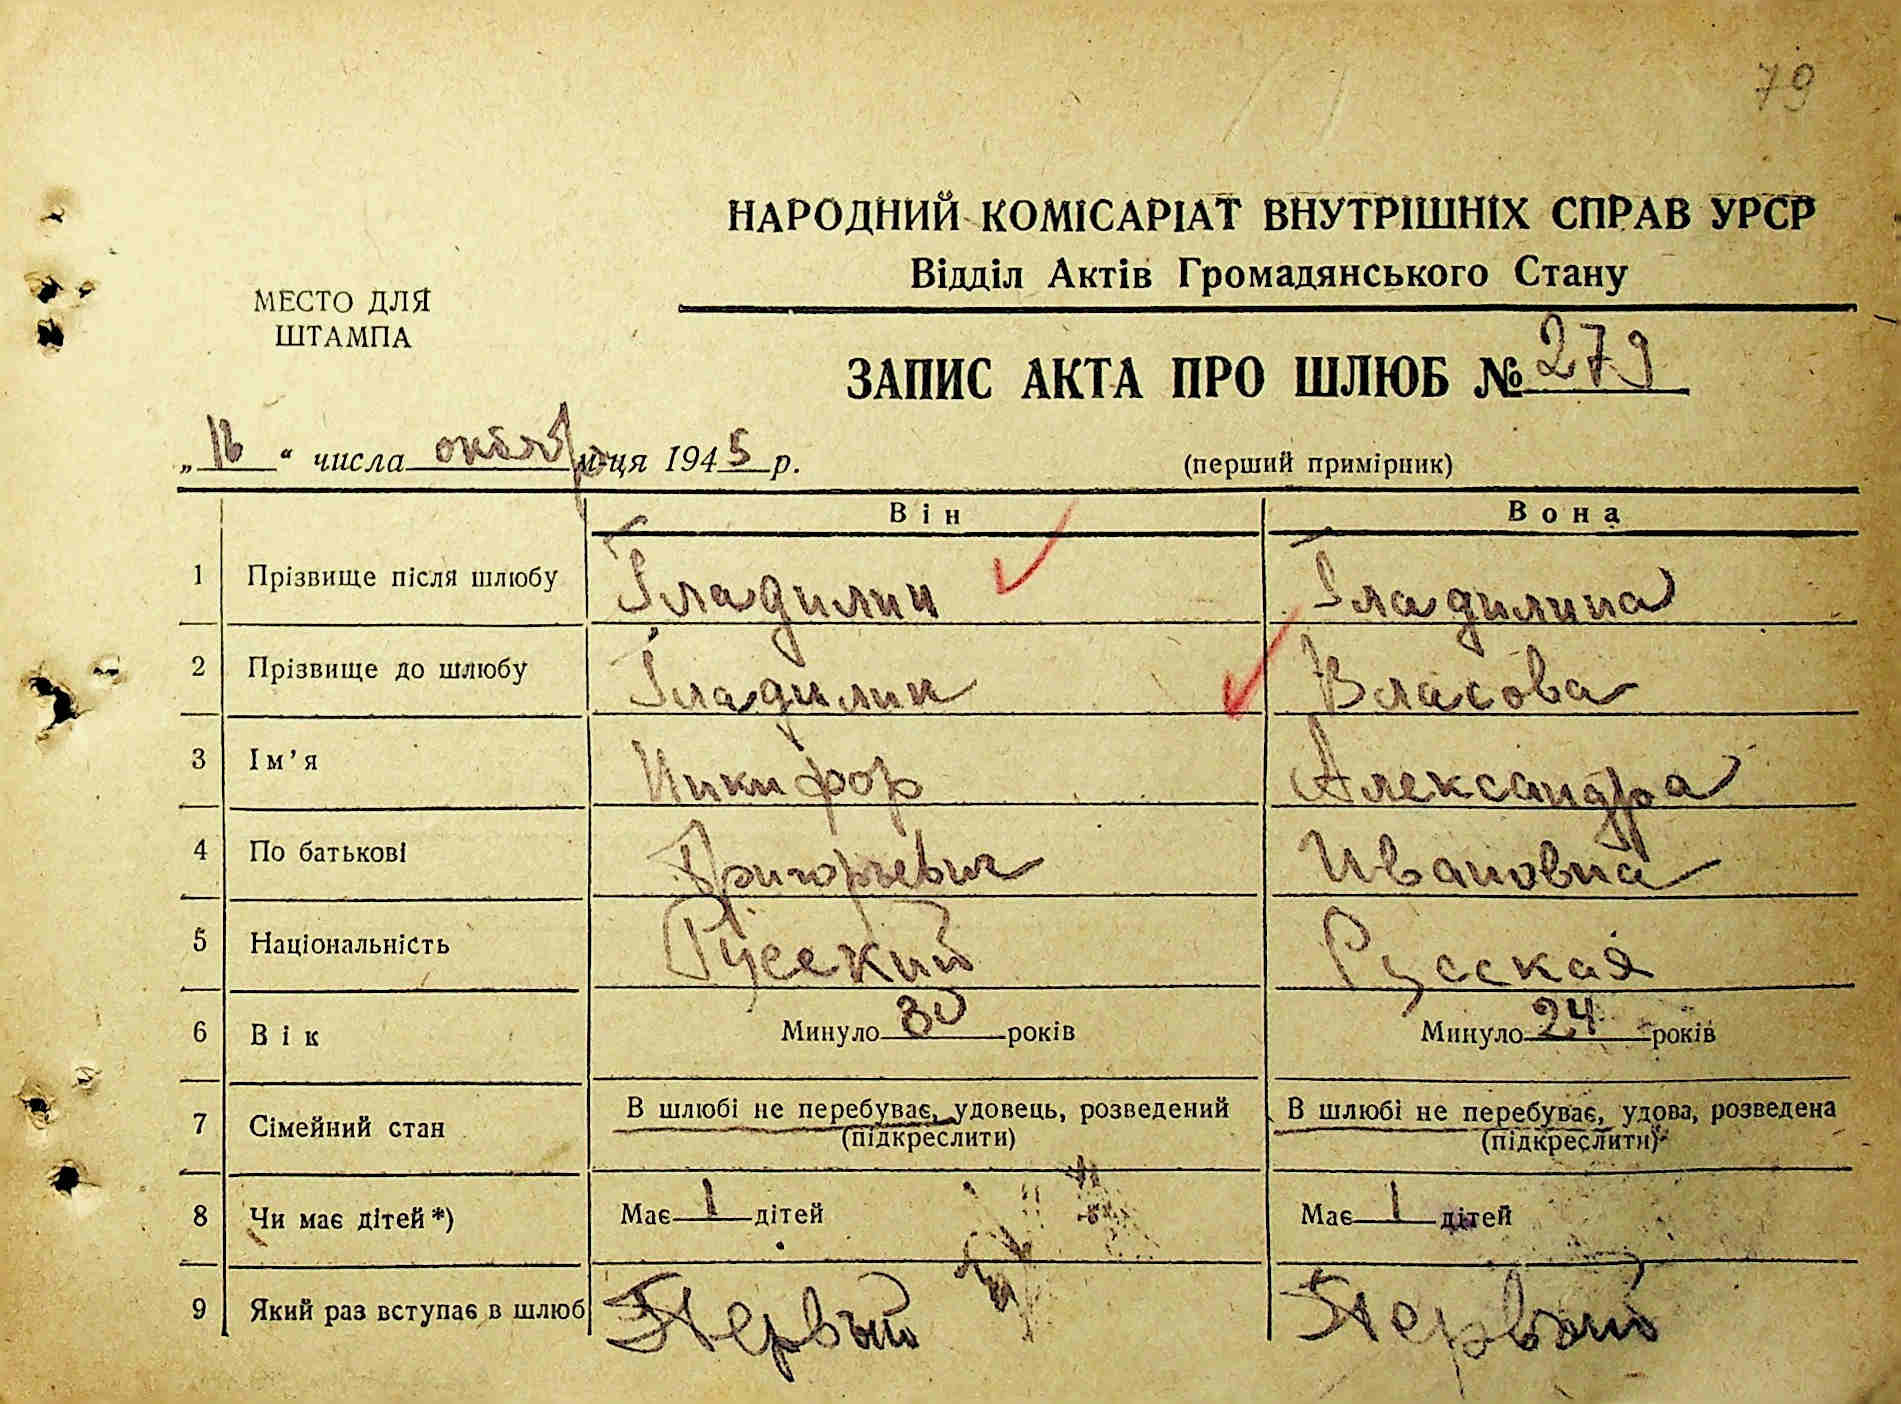 79
НАРОДНИЙ КОМІСАРІАТ ВНУТРІШНІХ СПРАВ УРСР
Відділ Актів Громадянського Стану
МЕСТО ДЛЯ
ШТАМПА
ЗАПИС АКТА ПРО ШЛЮБ № 279
„16“ числа октября м-ця 1945 р.
(перший примірник)
Він Вона
1 Прізвище після шлюбу Гладилин Гладилина
2 Прізвище до шлюбу Гладилин Власова
3 Ім’я Никифор Александра
4 По батькові Григорьевич Ивановна
5 Національність Русский Русская
6 Вік Минуло 30 років Минуло 24 років
7 Сімейний стан В шлюбі не перебуває, удовець, розведений В шлюбі не перебуває, удова, розведена
(підкреслити) (підкреслити)
8 Чи має дітей*) Має 1 дітей Має 1 дітей
9 Який раз вступає в шлюб Первый Первый